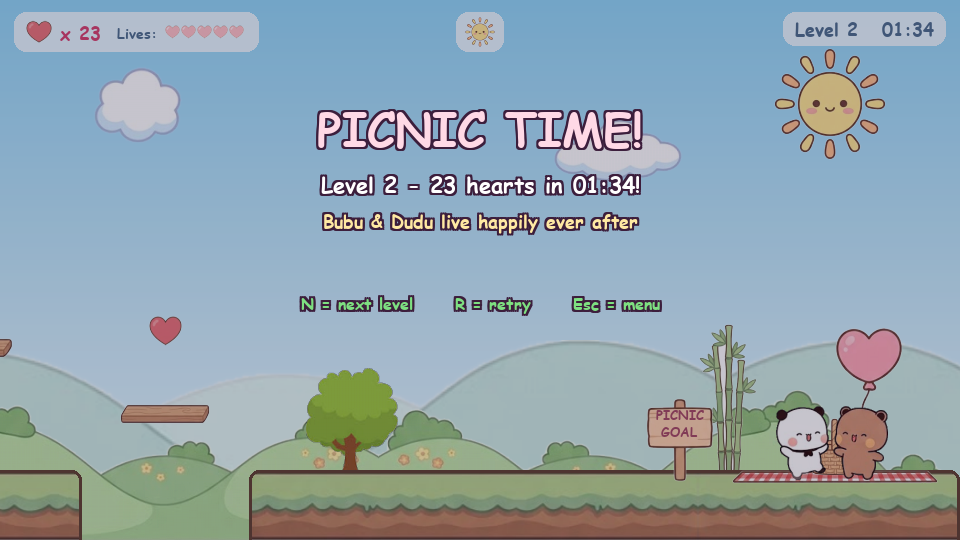 x 23 Lives:
Level 2 01:34
PICNIC TIME!
Level 2 - 23 hearts in 01:34!
Bubu & Dudu live happily ever after
N = next level R = retry Esc = menu
PICNIC
GOAL